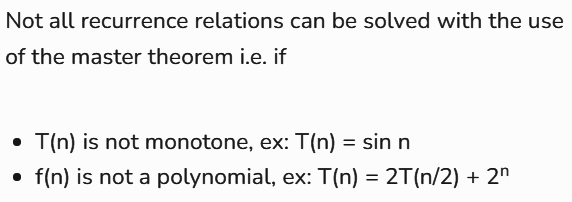 Not all recurrence relations can be solved with the use
of the master theorem i.e. if
• T(n) is not monotone, ex: T(n) = sin n
• f(n) is not a polynomial, ex: T(n) = 2T(n/2) + 2ⁿ